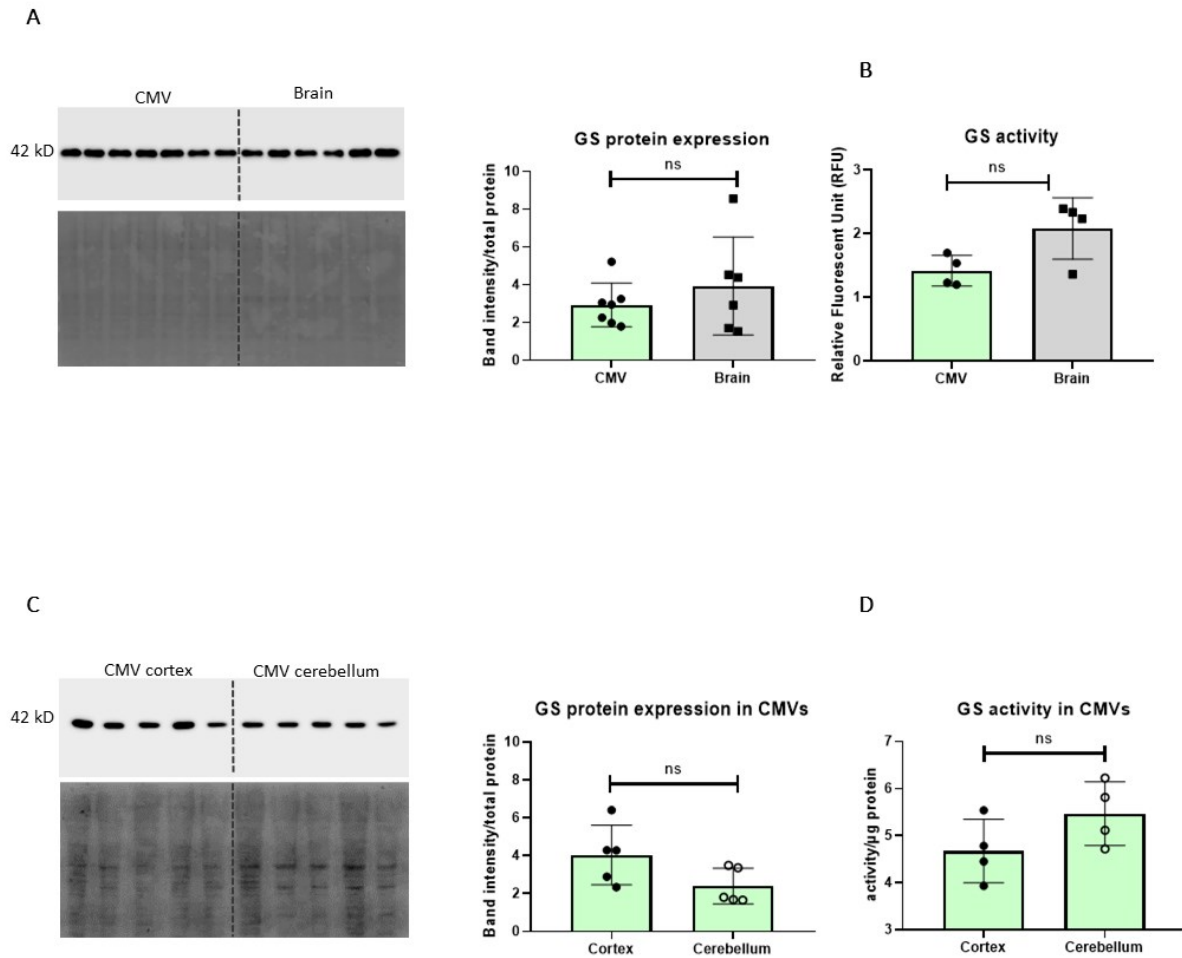 A
CMV
Brain
42 kD
GS protein expression
ns
Band intensity/total protein
10
8
6
4
2
0
CMV
Brain
B
GS activity
ns
Relative Fluorescent Unit (RFU)
3
2
1
0
CMV
Brain
C
CMV cortex
CMV cerebellum
42 kD
GS protein expression in CMVs
ns
Band intensity/total protein
10
8
6
4
2
0
Cortex
Cerebellum
D
GS activity in CMVs
ns
activity/µg protein
7
6
5
4
3
Cortex
Cerebellum